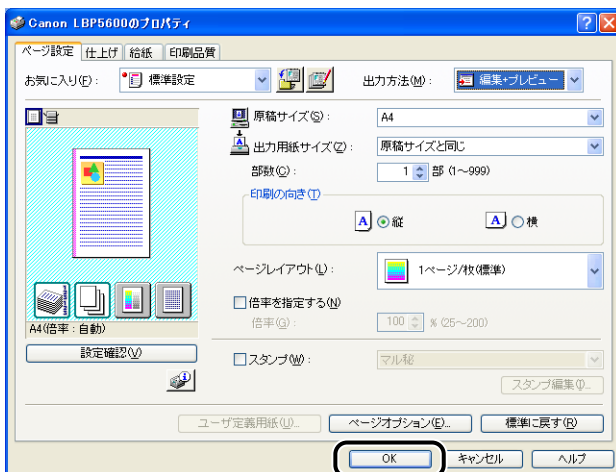 Canon LBP5600のプロパティ
ページ設定 仕上げ 給紙 印刷品質
お気に入り(F): 標準設定 出力方法(M): 編集+プレビュー
原稿サイズ(S): A4
出力用紙サイズ(Z): 原稿サイズと同じ
部数(C): 1 部 (1~999)
印刷の向き(T)
A 縦 A 横
ページレイアウト(L): 1ページ/枚(標準)
倍率を指定する(N)
倍率(G): 100 % (25~200)
A4(倍率:自動)
設定確認(V)
スタンプ(W): マル秘
スタンプ編集(I)...
ユーザ定義用紙(U)... ページオプション(E)... 標準に戻す(R)
OK キャンセル ヘルプ